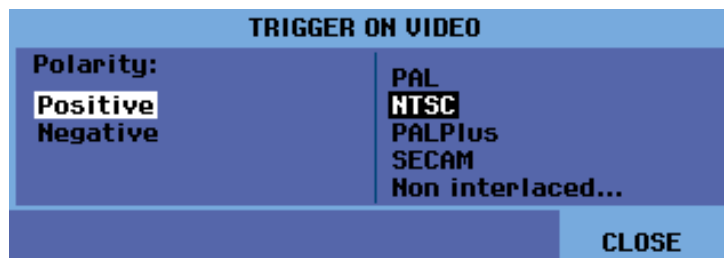 TRIGGER ON VIDEO
Polarity:
Positive
Negative
PAL
NTSC
PALPlus
SECAM
Non interlaced...
CLOSE